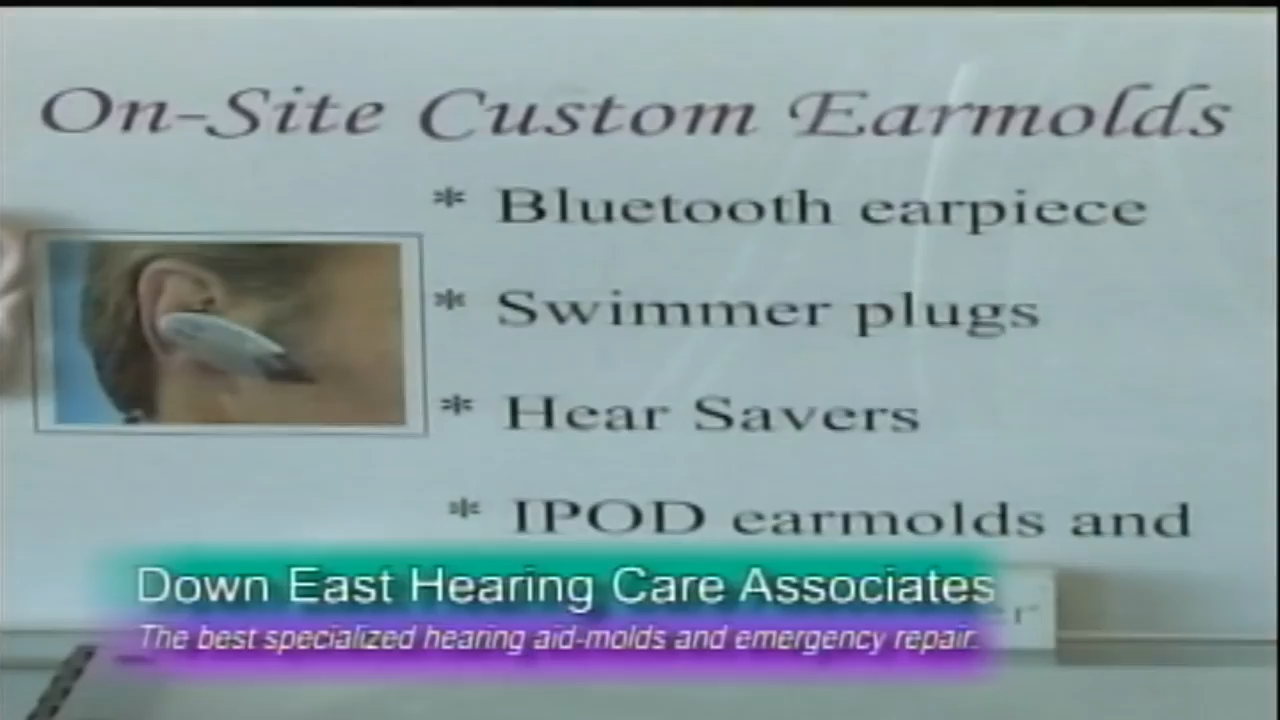 On-Site Custom Earmolds
* Bluetooth earpiece
* Swimmer plugs
* Hear Savers
* IPOD earmolds and
Down East Hearing Care Associates
The best specialized hearing aid-molds and emergency repair.